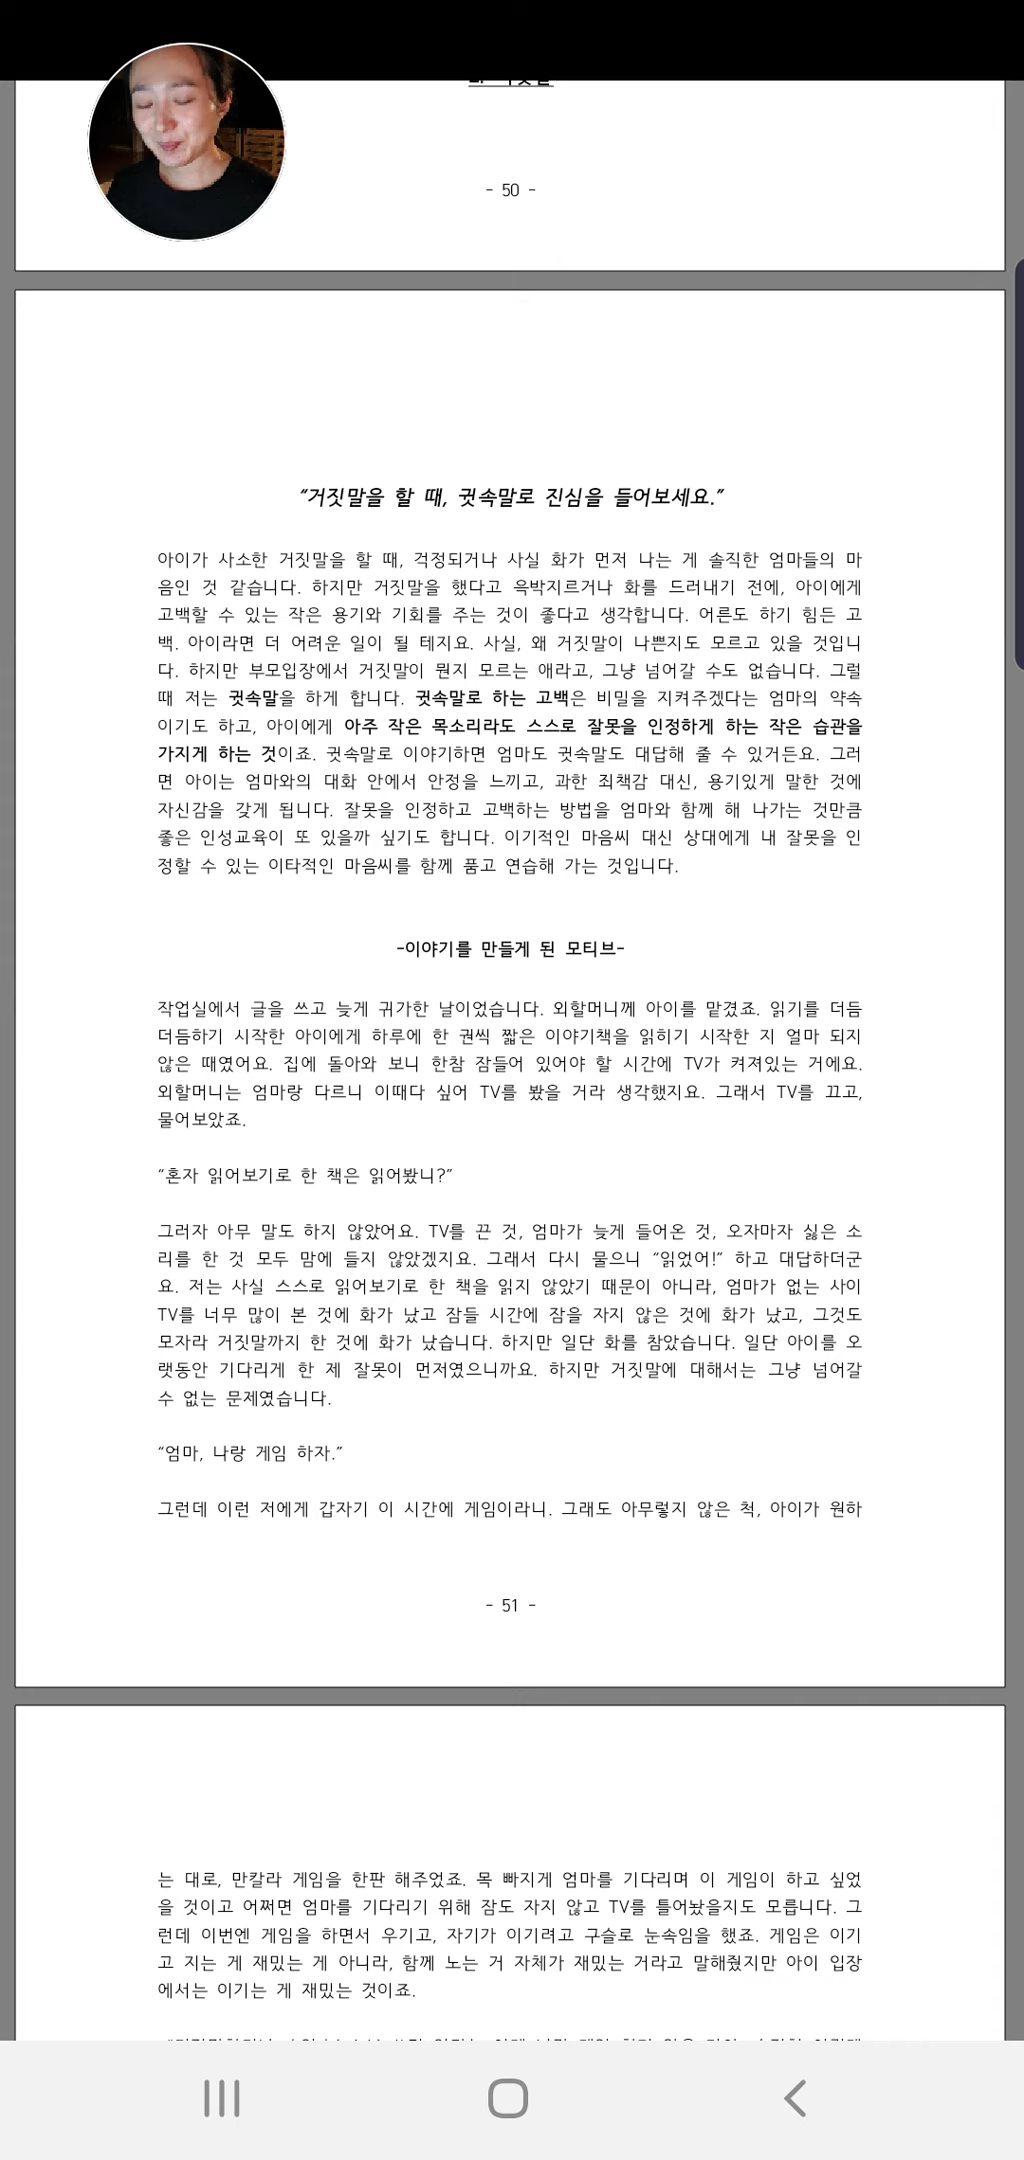 - 50 -
“거짓말을 할 때, 귓속말로 진심을 들어보세요.”
아이가 사소한 거짓말을 할 때, 걱정되거나 사실 화가 먼저 나는 게 솔직한 엄마들의 마
음인 것 같습니다. 하지만 거짓말을 했다고 윽박지르거나 화를 드러내기 전에, 아이에게
고백할 수 있는 작은 용기와 기회를 주는 것이 좋다고 생각합니다. 어른도 하기 힘든 고
백. 아이라면 더 어려운 일이 될 테지요. 사실, 왜 거짓말이 나쁜지도 모르고 있을 것입니
다. 하지만 부모입장에서 거짓말이 뭔지 모르는 애라고, 그냥 넘어갈 수도 없습니다. 그럴
때 저는 귓속말을 하게 합니다. 귓속말로 하는 고백은 비밀을 지켜주겠다는 엄마의 약속
이기도 하고, 아이에게 아주 작은 목소리라도 스스로 잘못을 인정하게 하는 작은 습관을
가지게 하는 것이죠. 귓속말로 이야기하면 엄마도 귓속말도 대답해 줄 수 있거든요. 그러
면 아이는 엄마와의 대화 안에서 안정을 느끼고, 과한 죄책감 대신, 용기있게 말한 것에
자신감을 갖게 됩니다. 잘못을 인정하고 고백하는 방법을 엄마와 함께 해 나가는 것만큼
좋은 인성교육이 또 있을까 싶기도 합니다. 이기적인 마음씨 대신 상대에게 내 잘못을 인
정할 수 있는 이타적인 마음씨를 함께 품고 연습해 가는 것입니다.
-이야기를 만들게 된 모티브-
작업실에서 글을 쓰고 늦게 귀가한 날이었습니다. 외할머니께 아이를 맡겼죠. 읽기를 더듬
더듬하기 시작한 아이에게 하루에 한 권씩 짧은 이야기책을 읽히기 시작한 지 얼마 되지
않은 때였어요. 집에 돌아와 보니 한참 잠들어 있어야 할 시간에 TV가 켜져있는 거에요.
외할머니는 엄마랑 다르니 이때다 싶어 TV를 봤을 거라 생각했지요. 그래서 TV를 끄고,
물어보았죠.
“혼자 읽어보기로 한 책은 읽어봤니?”
그러자 아무 말도 하지 않았어요. TV를 끈 것, 엄마가 늦게 들어온 것, 오자마자 싫은 소
리를 한 것 모두 맘에 들지 않았겠지요. 그래서 다시 물으니 “읽었어!” 하고 대답하더군
요. 저는 사실 스스로 읽어보기로 한 책을 읽지 않았기 때문이 아니라, 엄마가 없는 사이
TV를 너무 많이 본 것에 화가 났고 잠들 시간에 잠을 자지 않은 것에 화가 났고, 그것도
모자라 거짓말까지 한 것에 화가 났습니다. 하지만 일단 화를 참았습니다. 일단 아이를 오
랫동안 기다리게 한 제 잘못이 먼저였으니까요. 하지만 거짓말에 대해서는 그냥 넘어갈
수 없는 문제였습니다.
“엄마, 나랑 게임 하자.”
그런데 이런 저에게 갑자기 이 시간에 게임이라니. 그래도 아무렇지 않은 척, 아이가 원하
- 51 -
는 대로, 만칼라 게임을 한판 해주었죠. 목 빠지게 엄마를 기다리며 이 게임이 하고 싶었
을 것이고 어쩌면 엄마를 기다리기 위해 잠도 자지 않고 TV를 틀어놨을지도 모릅니다. 그
런데 이번엔 게임을 하면서 우기고, 자기가 이기려고 구슬로 눈속임을 했죠. 게임은 이기
고 지는 게 재밌는 게 아니라, 함께 노는 거 자체가 재밌는 거라고 말해줬지만 아이 입장
에서는 이기는 게 재밌는 것이죠.